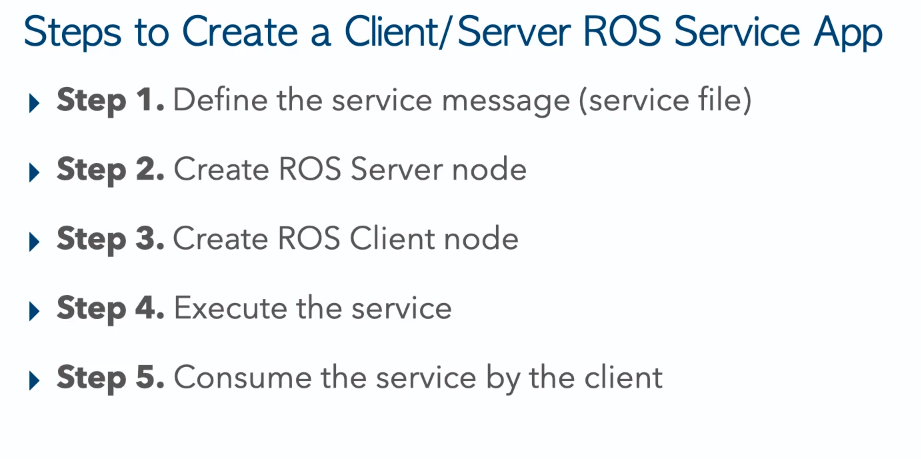 Steps to Create a Client/Server ROS Service App
Step 1. Define the service message (service file)
Step 2. Create ROS Server node
Step 3. Create ROS Client node
Step 4. Execute the service
Step 5. Consume the service by the client